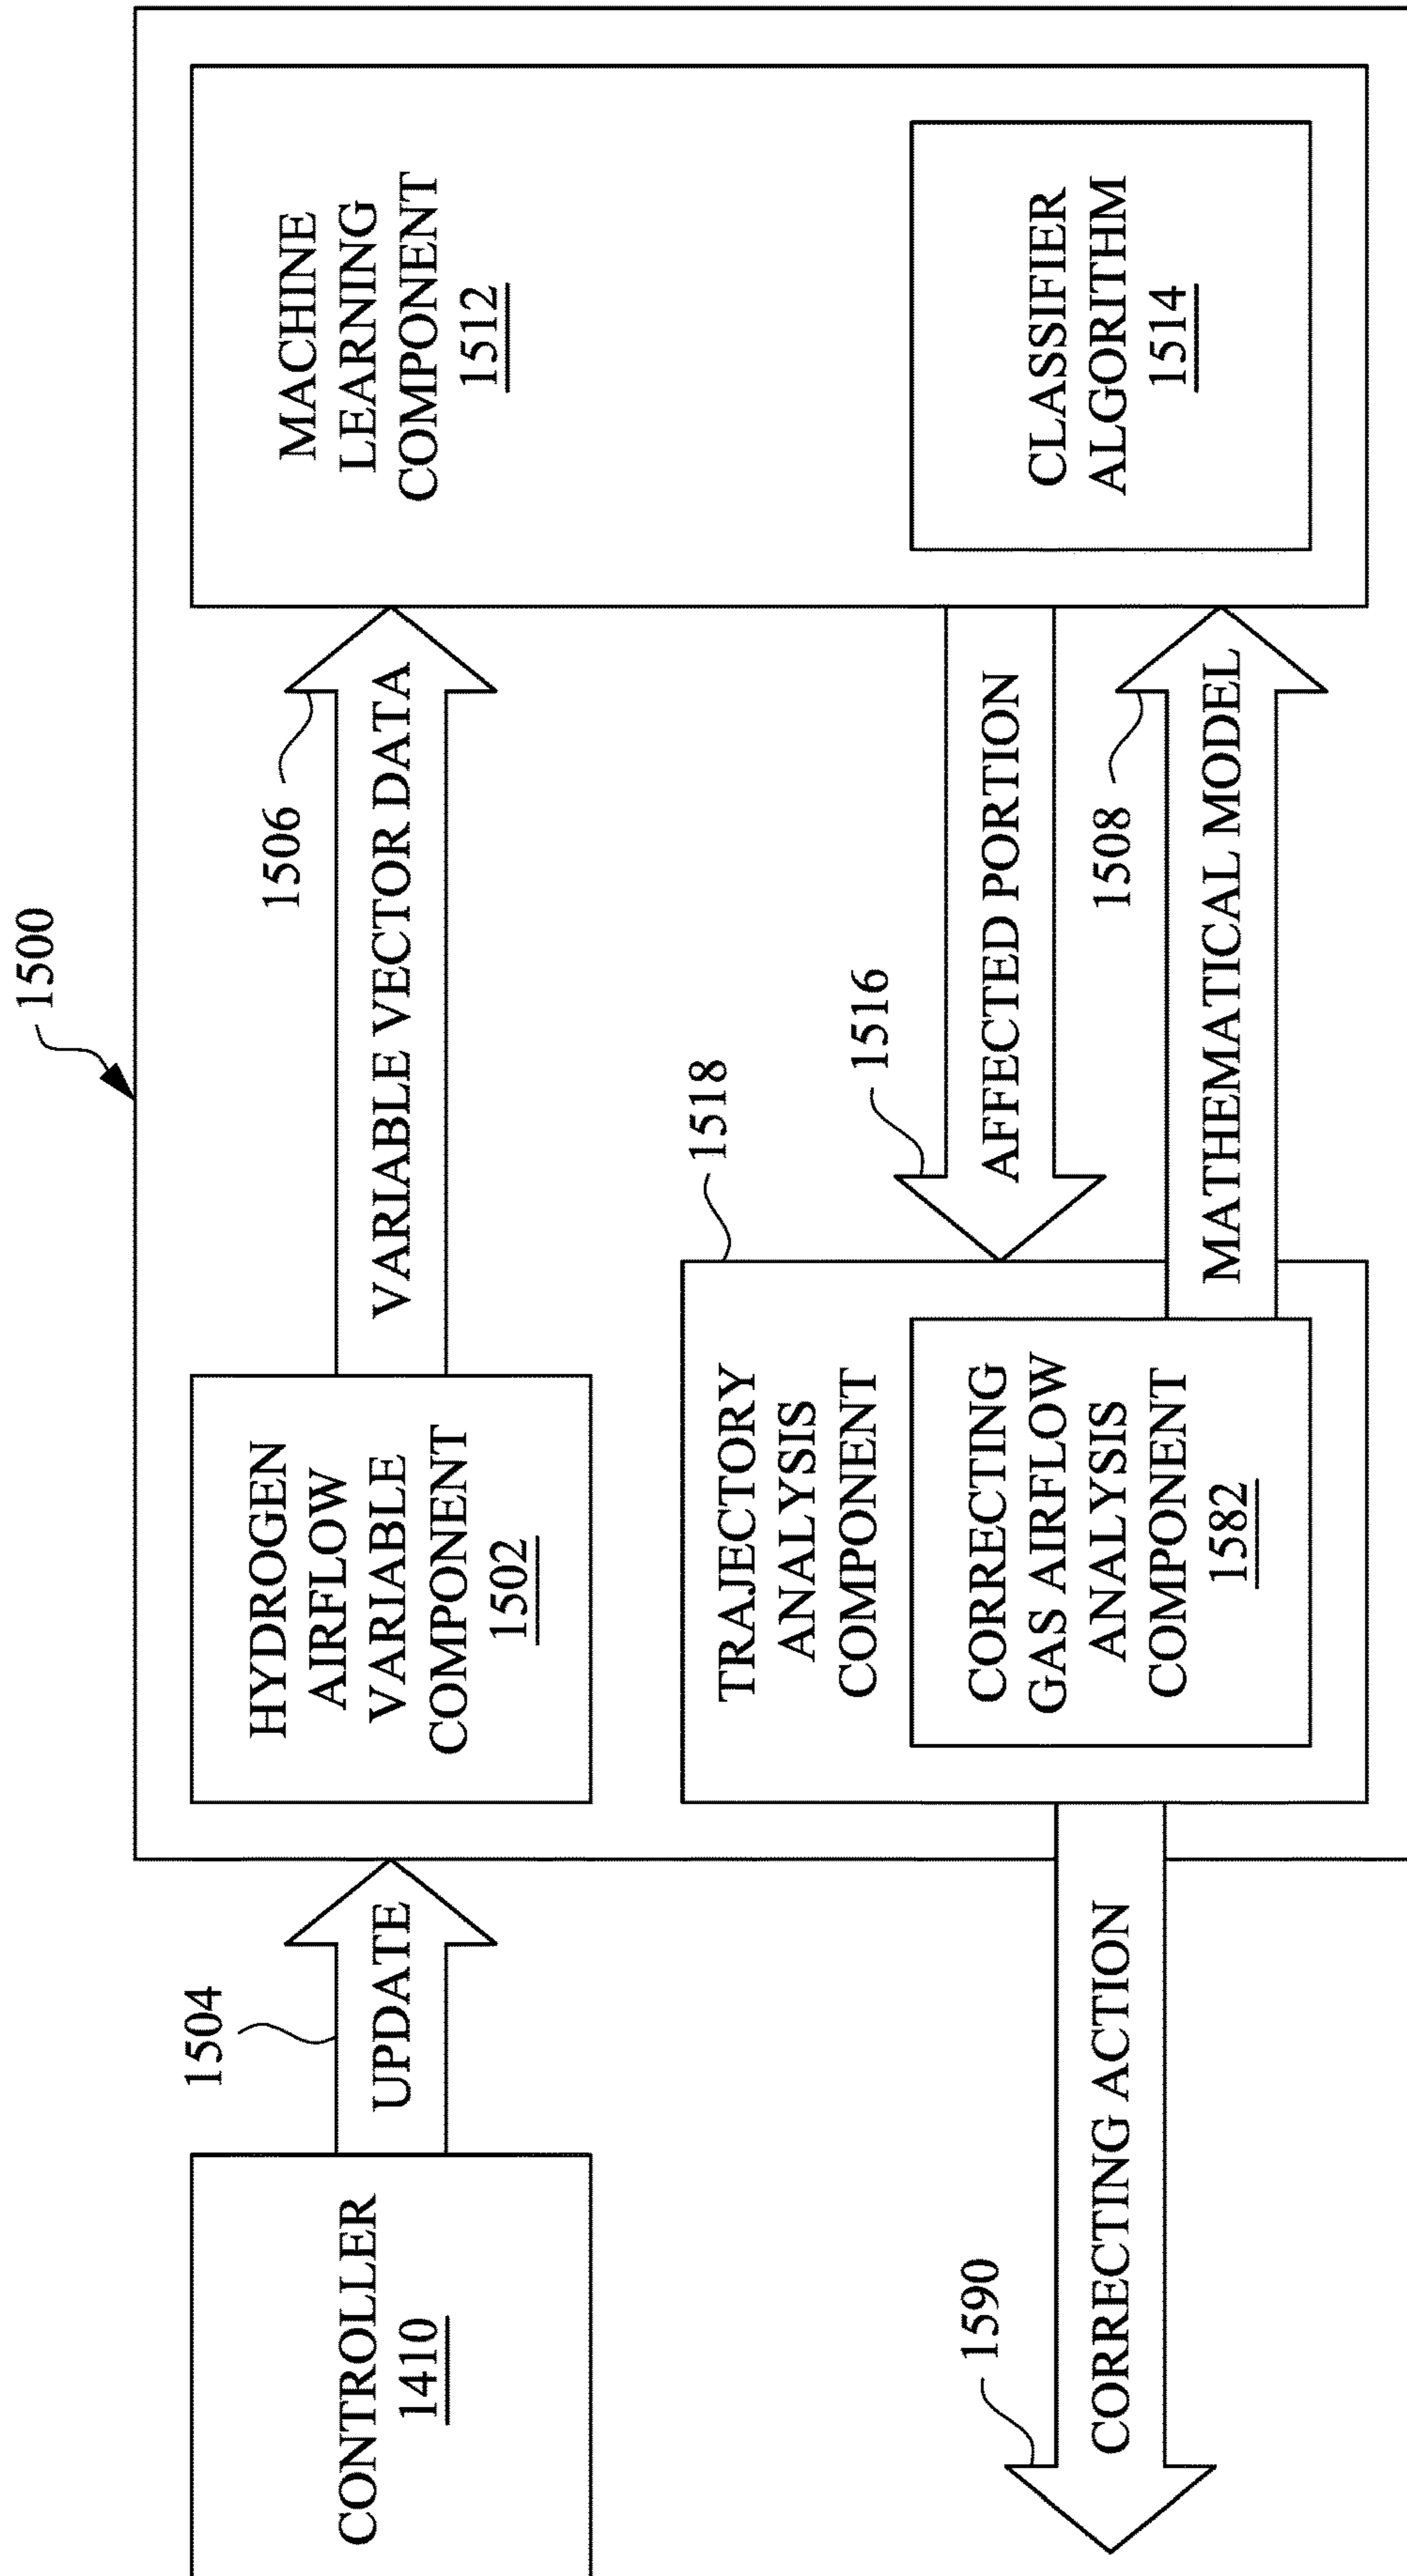 1500
CONTROLLER
1410
1504
UPDATE
HYDROGEN
AIRFLOW
VARIABLE
COMPONENT
1502
1506
VARIABLE VECTOR DATA
MACHINE
LEARNING
COMPONENT
1512
1518
TRAJECTORY
ANALYSIS
COMPONENT
1516
AFFECTED PORTION
CORRECTING
GAS AIRFLOW
ANALYSIS
COMPONENT
1582
1508
MATHEMATICAL MODEL
CLASSIFIER
ALGORITHM
1514
1590
CORRECTING ACTION